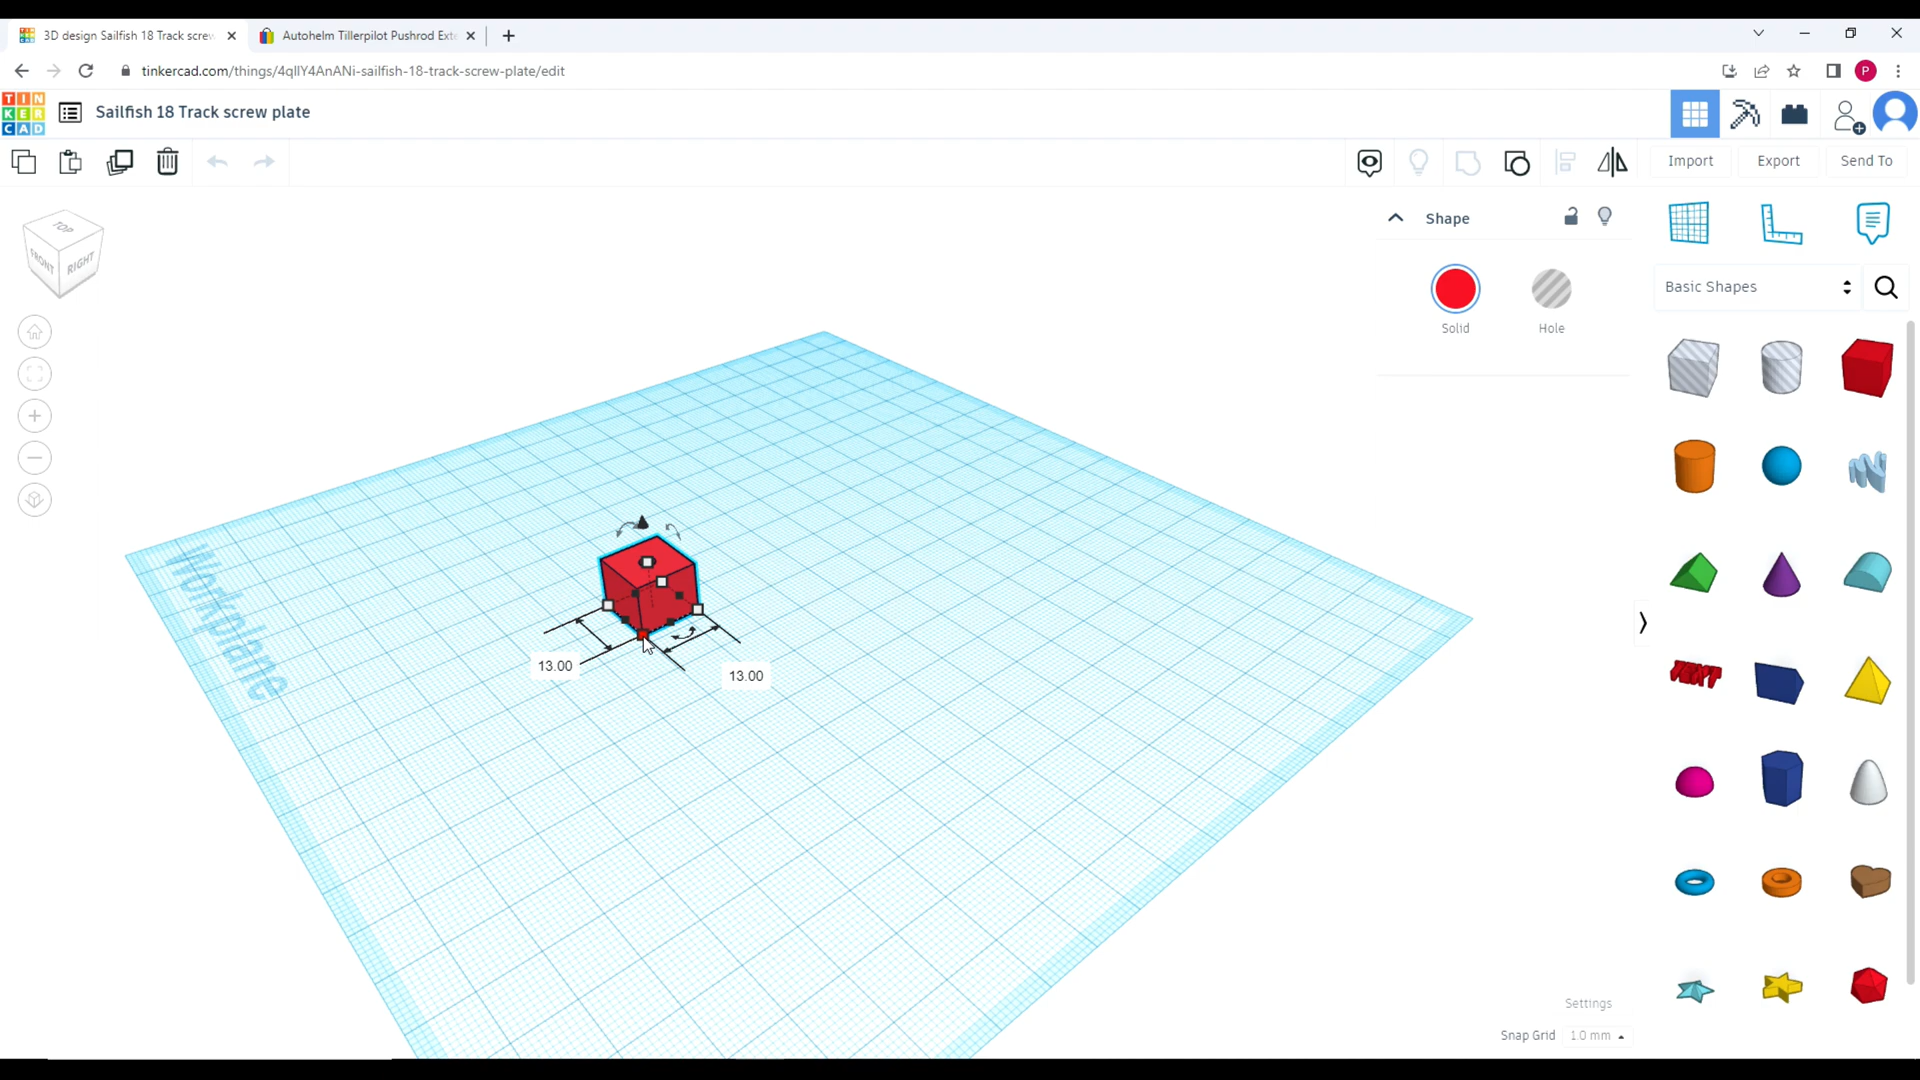 3D design Sailfish 18 Track screw
Autohelm Tillerpilot Pushrod Exte
tinkercad.com/things/4qllY4AnANi-sailfish-18-track-screw-plate/edit
P
TIN
KER
CAD
Sailfish 18 Track screw plate
Import
Export
Send To
TOP
FRONT
RIGHT
Shape
Solid
Hole
Basic Shapes
Workplane
13.00
13.00
TEXT
Settings
Snap Grid
1.0 mm